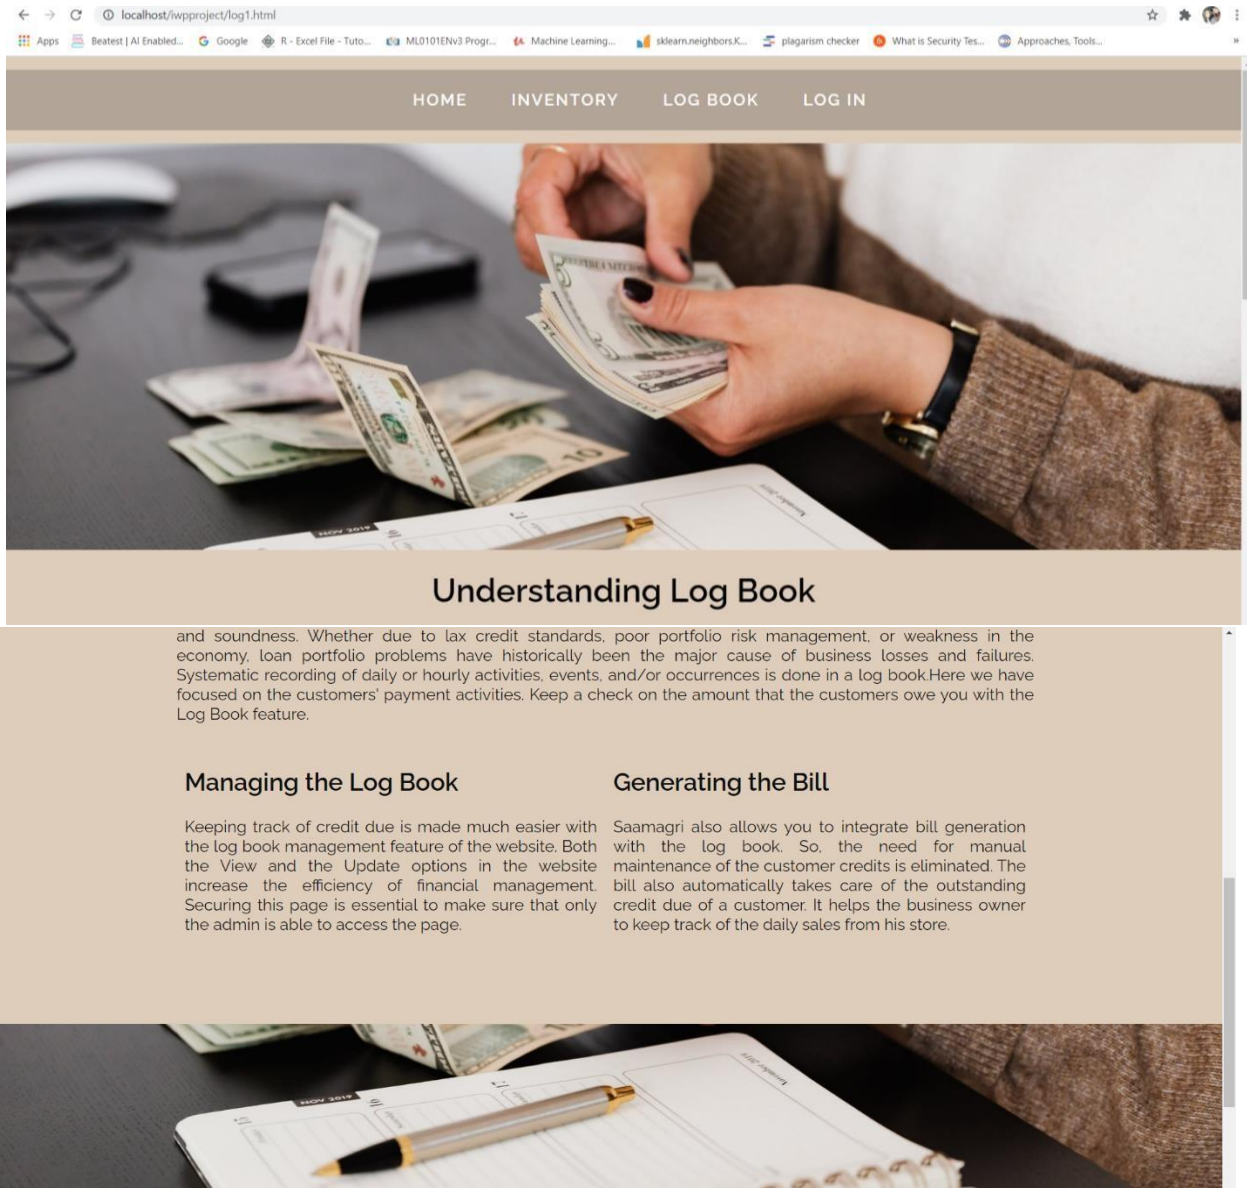 localhost/iwpproject/log1.html
Apps Beatest | AI Enabled... Google R - Excel File - Tuto... ML0101ENv3 Progr... Machine Learning... sklearn.neighbors.K... plagarism checker What is Security Tes... Approaches, Tools... »
HOME INVENTORY LOG BOOK LOG IN
10
17
16
November 2019
NOV 2019
Understanding Log Book
and soundness. Whether due to lax credit standards, poor portfolio risk management, or weakness in the
economy, loan portfolio problems have historically been the major cause of business losses and failures.
Systematic recording of daily or hourly activities, events, and/or occurrences is done in a log book.Here we have
focused on the customers' payment activities. Keep a check on the amount that the customers owe you with the
Log Book feature.
Managing the Log Book
Keeping track of credit due is made much easier with
the log book management feature of the website. Both
the View and the Update options in the website
increase the efficiency of financial management.
Securing this page is essential to make sure that only
the admin is able to access the page.
Generating the Bill
Saamagri also allows you to integrate bill generation
with the log book. So, the need for manual
maintenance of the customer credits is eliminated. The
bill also automatically takes care of the outstanding
credit due of a customer. It helps the business owner
to keep track of the daily sales from his store.
November 2019
17
NOV 2019
16
15